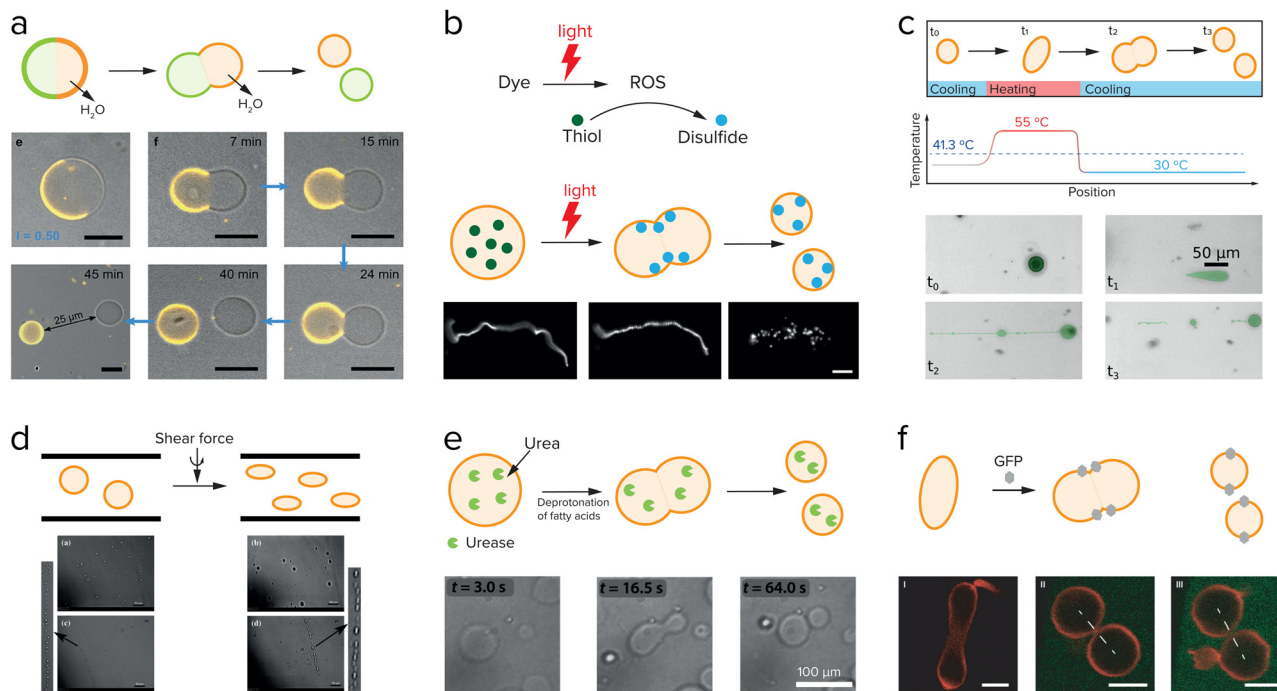 a
H₂O
H₂O
e
I = 0.50
f
7 min
15 min
45 min
25 µm
40 min
24 min
b
light
Dye
ROS
Thiol
Disulfide
light
c
t₀
t₁
t₂
t₃
Cooling
Heating
Cooling
Temperature
55 ºC
41.3 ºC
30 ºC
Position
t₀
50 µm
t₁
t₂
t₃
d
Shear force
(a)
(b)
(c)
(d)
e
Urea
Deprotonation
of fatty acids
Urease
t = 3.0 s
t = 16.5 s
t = 64.0 s
100 µm
f
GFP
I
II
III